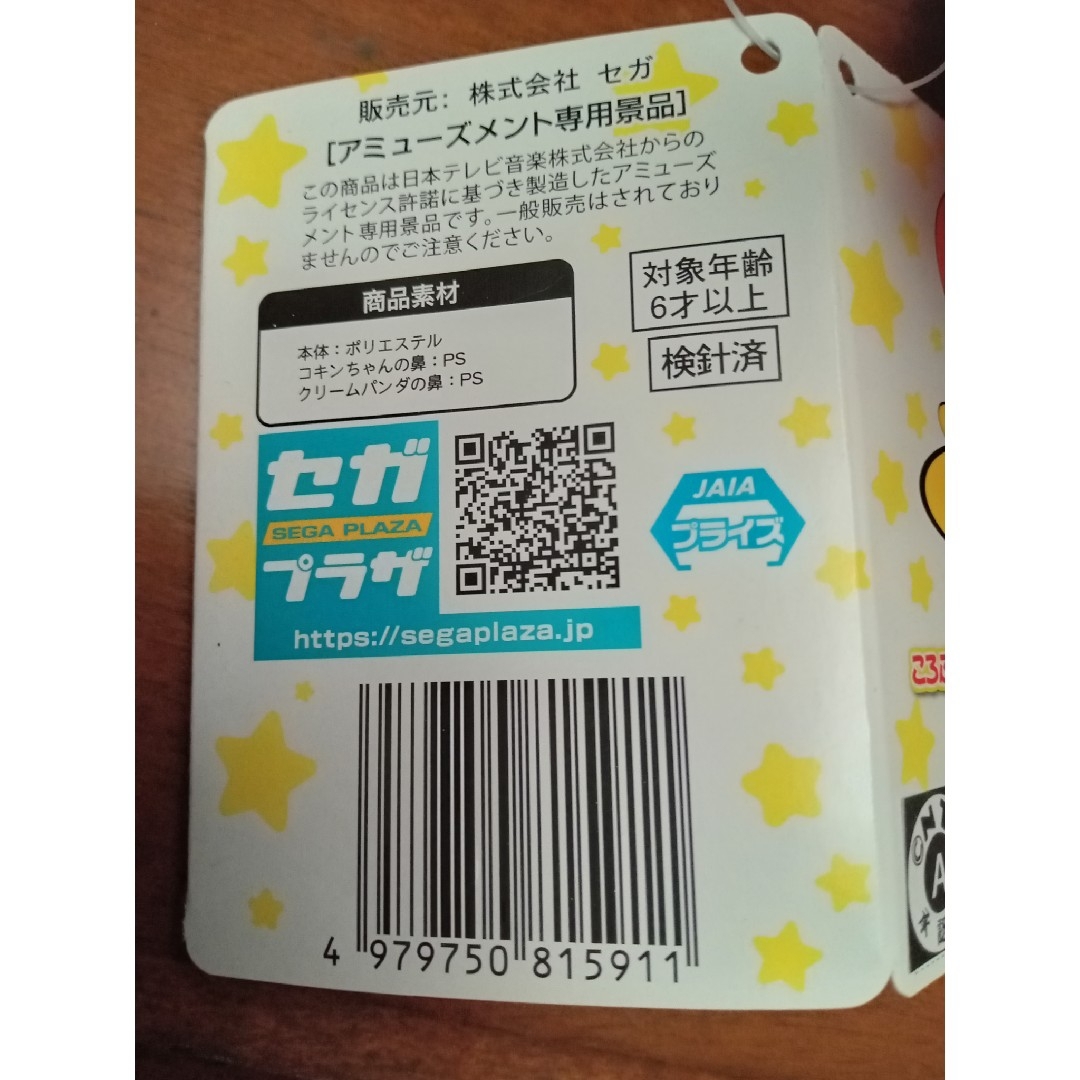 販売元: 株式会社 セガ
[アミューズメント専用景品]
この商品は日本テレビ音楽株式会社からの
ライセンス許諾に基づき製造したアミューズ
メント専用景品です。一般販売はされており
ませんのでご注意ください。
商品素材
本体：ポリエステル
コキンちゃんの鼻：PS
クリームパンダの鼻：PS
対象年齢
6才以上
検針済
セガ
SEGA PLAZA
プラザ
https://segaplaza.jp
JAIA
プライズ
4 979750 815911